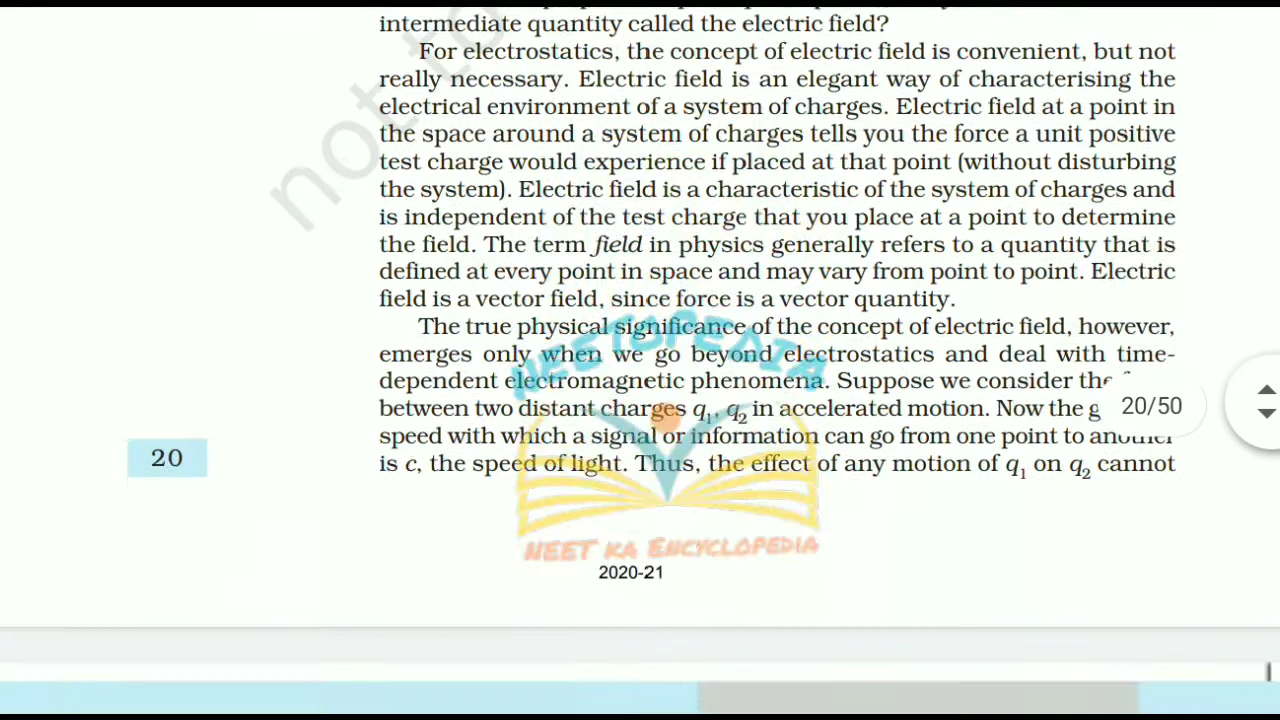 intermediate quantity called the electric field?
For electrostatics, the concept of electric field is convenient, but not
really necessary. Electric field is an elegant way of characterising the
electrical environment of a system of charges. Electric field at a point in
the space around a system of charges tells you the force a unit positive
test charge would experience if placed at that point (without disturbing
the system). Electric field is a characteristic of the system of charges and
is independent of the test charge that you place at a point to determine
the field. The term field in physics generally refers to a quantity that is
defined at every point in space and may vary from point to point. Electric
field is a vector field, since force is a vector quantity.
The true physical significance of the concept of electric field, however,
emerges only when we go beyond electrostatics and deal with time-
dependent electromagnetic phenomena. Suppose we consider the
between two distant charges q1, q2 in accelerated motion. Now the g
speed with which a signal or information can go from one point to another
is c, the speed of light. Thus, the effect of any motion of q1 on q2 cannot
20/50
20
not to
NEETOPEDIA
NEET KA ENCYCLOPEDIA
2020-21